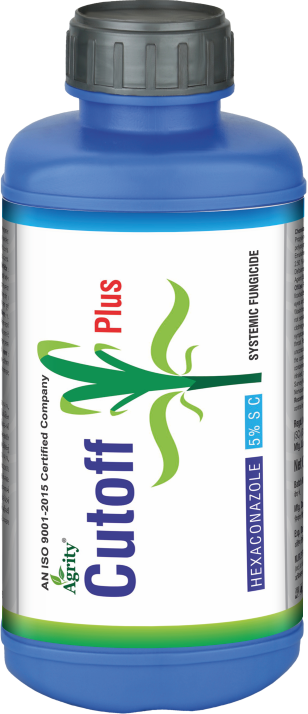 AN ISO 9001-2015 Certified Company
Agrity®
Cutoff
Plus
HEXACONAZOLE 5% S C
SYSTEMIC FUNGICIDE